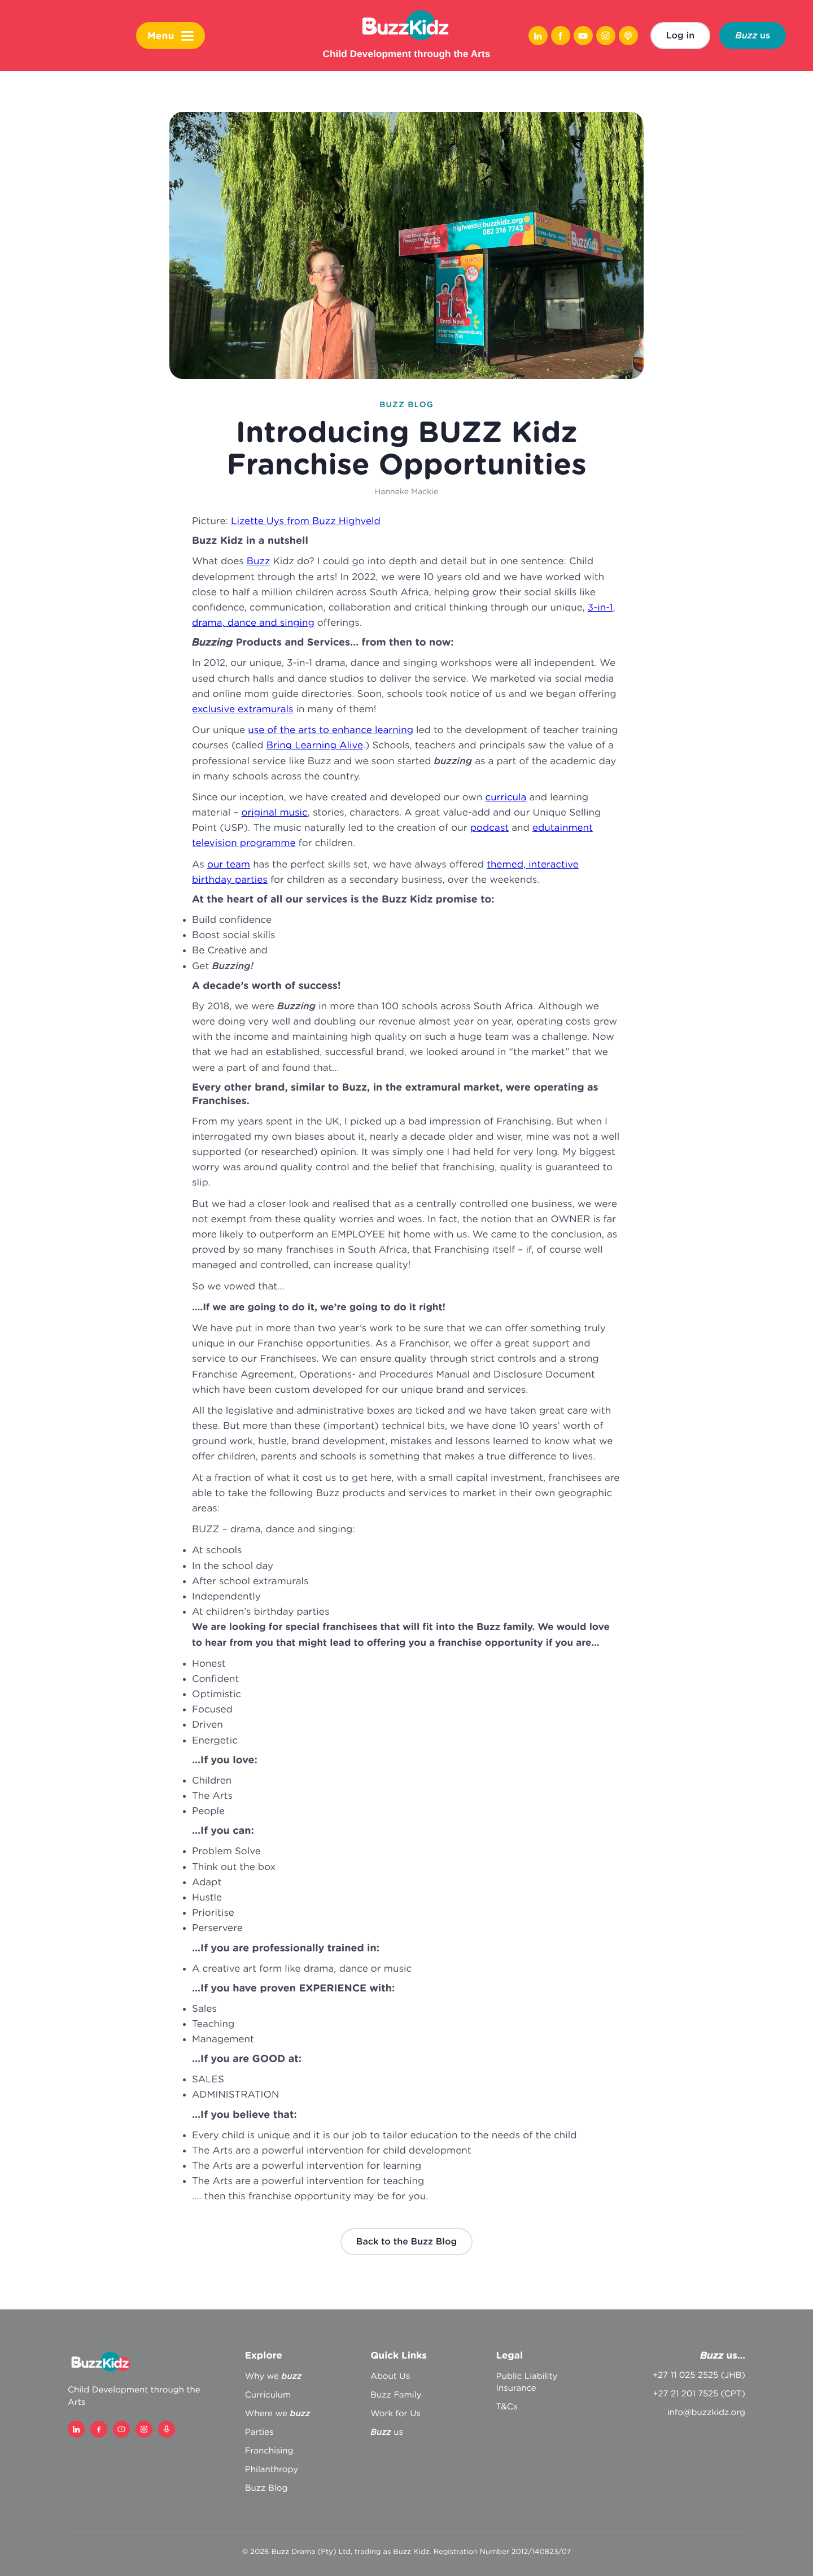 Menu
BuzzKidz
Child Development through the Arts
Log in
Buzz us
Through The Arts
highveld@buzzkidz.org
082 316 7743
BuzzKidz
Enrol Now!
BUZZ BLOG
Introducing BUZZ Kidz
Franchise Opportunities
Hanneke Mackie
Picture: Lizette Uys from Buzz Highveld
Buzz Kidz in a nutshell
What does Buzz Kidz do? I could go into depth and detail but in one sentence: Child
development through the arts! In 2022, we were 10 years old and we have worked with
close to half a million children across South Africa, helping grow their social skills like
confidence, communication, collaboration and critical thinking through our unique, 3-in-1,
drama, dance and singing offerings.
Buzzing Products and Services... from then to now:
In 2012, our unique, 3-in-1 drama, dance and singing workshops were all independent. We
used church halls and dance studios to deliver the service. We marketed via social media
and online mom guide directories. Soon, schools took notice of us and we began offering
exclusive extramurals in many of them!
Our unique use of the arts to enhance learning led to the development of teacher training
courses (called Bring Learning Alive.) Schools, teachers and principals saw the value of a
professional service like Buzz and we soon started buzzing as a part of the academic day
in many schools across the country.
Since our inception, we have created and developed our own curricula and learning
material – original music, stories, characters. A great value-add and our Unique Selling
Point (USP). The music naturally led to the creation of our podcast and edutainment
television programme for children.
As our team has the perfect skills set, we have always offered themed, interactive
birthday parties for children as a secondary business, over the weekends.
At the heart of all our services is the Buzz Kidz promise to:
• Build confidence
• Boost social skills
• Be Creative and
• Get Buzzing!
A decade's worth of success!
By 2018, we were Buzzing in more than 100 schools across South Africa. Although we
were doing very well and doubling our revenue almost year on year, operating costs grew
with the income and maintaining high quality on such a huge team was a challenge. Now
that we had an established, successful brand, we looked around in “the market” that we
were a part of and found that...
Every other brand, similar to Buzz, in the extramural market, were operating as
Franchises.
From my years spent in the UK, I picked up a bad impression of Franchising. But when I
interrogated my own biases about it, nearly a decade older and wiser, mine was not a well
supported (or researched) opinion. It was simply one I had held for very long. My biggest
worry was around quality control and the belief that franchising, quality is guaranteed to
slip.
But we had a closer look and realised that as a centrally controlled one business, we were
not exempt from these quality worries and woes. In fact, the notion that an OWNER is far
more likely to outperform an EMPLOYEE hit home with us. We came to the conclusion, as
proved by so many franchises in South Africa, that Franchising itself – if, of course well
managed and controlled, can increase quality!
So we vowed that...
....If we are going to do it, we're going to do it right!
We have put in more than two year's work to be sure that we can offer something truly
unique in our Franchise opportunities. As a Franchisor, we offer a great support and
service to our Franchisees. We can ensure quality through strict controls and a strong
Franchise Agreement, Operations- and Procedures Manual and Disclosure Document
which have been custom developed for our unique brand and services.
All the legislative and administrative boxes are ticked and we have taken great care with
these. But more than these (important) technical bits, we have done 10 years' worth of
ground work, hustle, brand development, mistakes and lessons learned to know what we
offer children, parents and schools is something that makes a true difference to lives.
At a fraction of what it cost us to get here, with a small capital investment, franchisees are
able to take the following Buzz products and services to market in their own geographic
areas:
BUZZ – drama, dance and singing:
• At schools
• In the school day
• After school extramurals
• Independently
• At children's birthday parties
We are looking for special franchisees that will fit into the Buzz family. We would love
to hear from you that might lead to offering you a franchise opportunity if you are...
• Honest
• Confident
• Optimistic
• Focused
• Driven
• Energetic
...If you love:
• Children
• The Arts
• People
...If you can:
• Problem Solve
• Think out the box
• Adapt
• Hustle
• Prioritise
• Perservere
...If you are professionally trained in:
• A creative art form like drama, dance or music
...If you have proven EXPERIENCE with:
• Sales
• Teaching
• Management
...If you are GOOD at:
• SALES
• ADMINISTRATION
...If you believe that:
• Every child is unique and it is our job to tailor education to the needs of the child
• The Arts are a powerful intervention for child development
• The Arts are a powerful intervention for learning
• The Arts are a powerful intervention for teaching
.... then this franchise opportunity may be for you.
Back to the Buzz Blog
BuzzKidz
Child Development through the
Arts
Explore
Why we buzz
Curriculum
Where we buzz
Parties
Franchising
Philanthropy
Buzz Blog
Quick Links
About Us
Buzz Family
Work for Us
Buzz us
Legal
Public Liability
Insurance
T&Cs
Buzz us...
+27 11 025 2525 (JHB)
+27 21 201 7525 (CPT)
info@buzzkidz.org
© 2026 Buzz Drama (Pty) Ltd, trading as Buzz Kidz. Registration Number 2012/140823/07